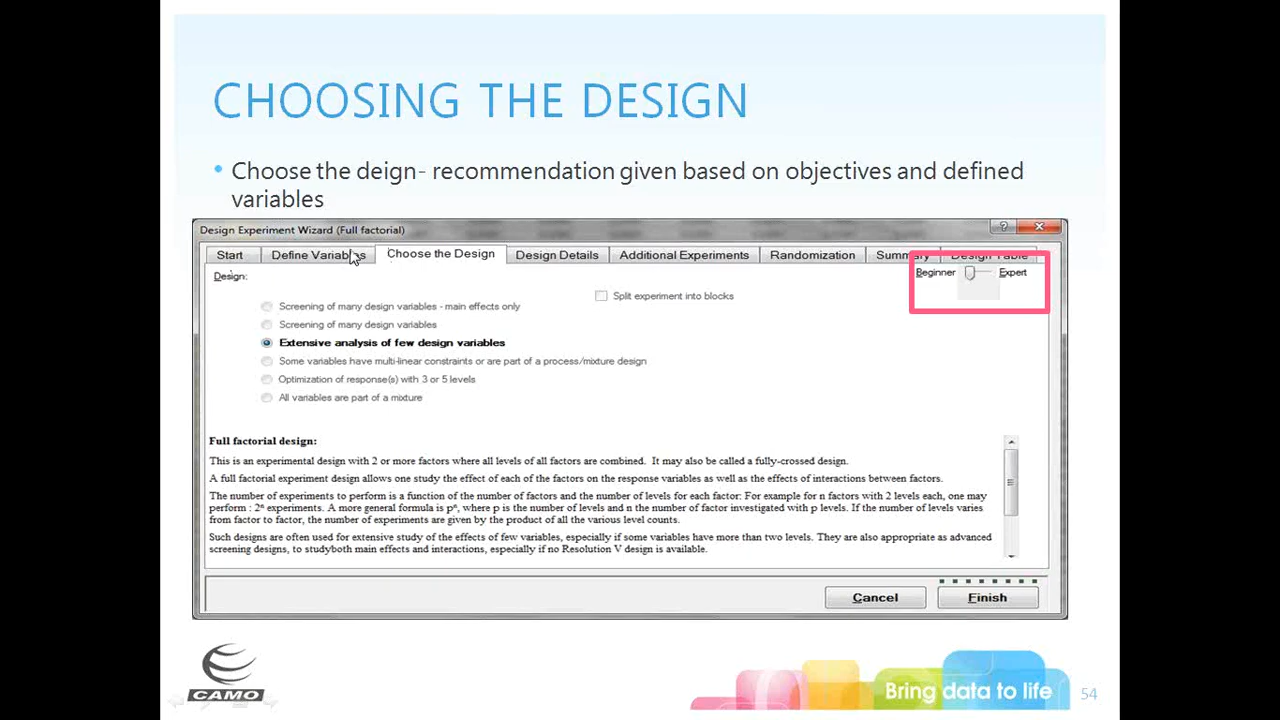 CHOOSING THE DESIGN
• Choose the deign- recommendation given based on objectives and defined
variables
Design Experiment Wizard (Full factorial)
Start
Define Variables
Choose the Design
Design Details
Additional Experiments
Randomization
Summary
Design Table
Design:
Beginner
Expert
Split experiment into blocks
Screening of many design variables - main effects only
Screening of many design variables
Extensive analysis of few design variables
Some variables have multi-linear constraints or are part of a process/mixture design
Optimization of response(s) with 3 or 5 levels
All variables are part of a mixture
Full factorial design:
This is an experimental design with 2 or more factors where all levels of all factors are combined. It may also be called a fully-crossed design.
A full factorial experiment design allows one study the effect of each of the factors on the response variables as well as the effects of interactions between factors.
The number of experiments to perform is a function of the number of factors and the number of levels for each factor: For example for n factors with 2 levels each, one may
perform : 2ⁿ experiments. A more general formula is pⁿ, where p is the number of levels and n the number of factor investigated with p levels. If the number of levels varies
from factor to factor, the number of experiments are given by the product of all the various level counts.
Such designs are often used for extensive study of the effects of few variables, especially if some variables have more than two levels. They are also appropriate as advanced
screening designs, to studyboth main effects and interactions, especially if no Resolution V design is available.
Cancel
Finish
CAMO
Bring data to life
54